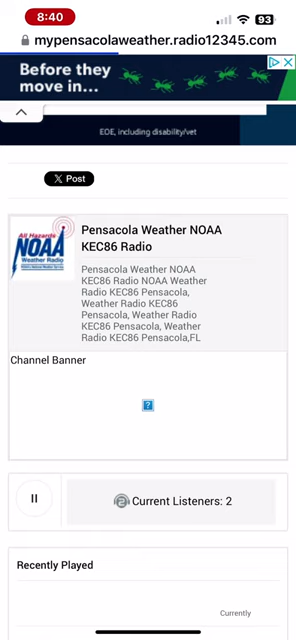 8:40
93
mypensacolaweather.radio12345.com
Before they
move in...
EOE, including disability/vet
X Post
All Hazards
NOAA
Weather Radio
Pensacola Weather NOAA
KEC86 Radio
Pensacola Weather NOAA
KEC86 Radio NOAA Weather
Radio KEC86 Pensacola,
Weather Radio KEC86
Pensacola, Weather Radio
KEC86 Pensacola, Weather
Radio KEC86 Pensacola,FL
Channel Banner
?
Current Listeners: 2
Recently Played
Currently